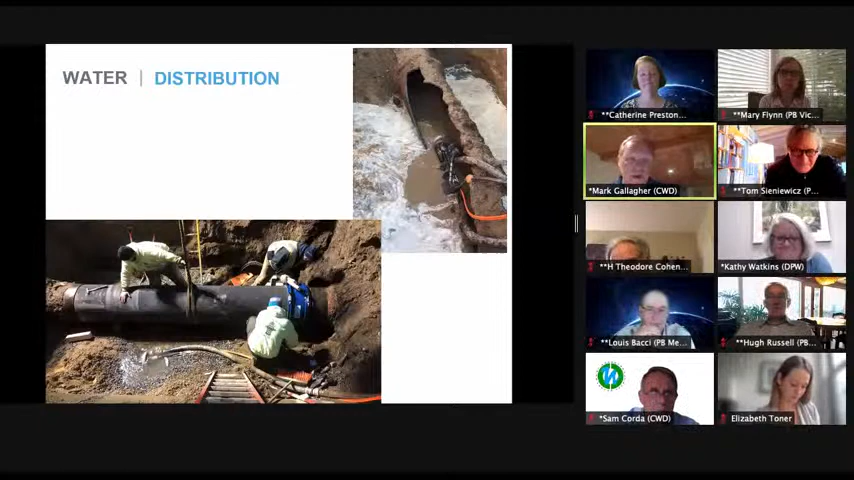 WATER | DISTRIBUTION
**Catherine Preston...
**Mary Flynn (PB Vic...
*Mark Gallagher (CWD)
**Tom Sieniewicz (P...
**H Theodore Cohen...
*Kathy Watkins (DPW)
**Louis Bacci (PB Me...
**Hugh Russell (PB...
*Sam Corda (CWD)
Elizabeth Toner